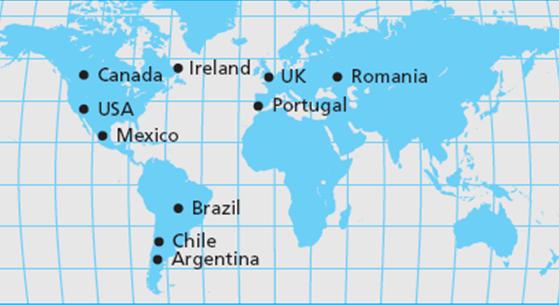 Canada
Ireland
UK
Romania
USA
Portugal
Mexico
Brazil
Chile
Argentina